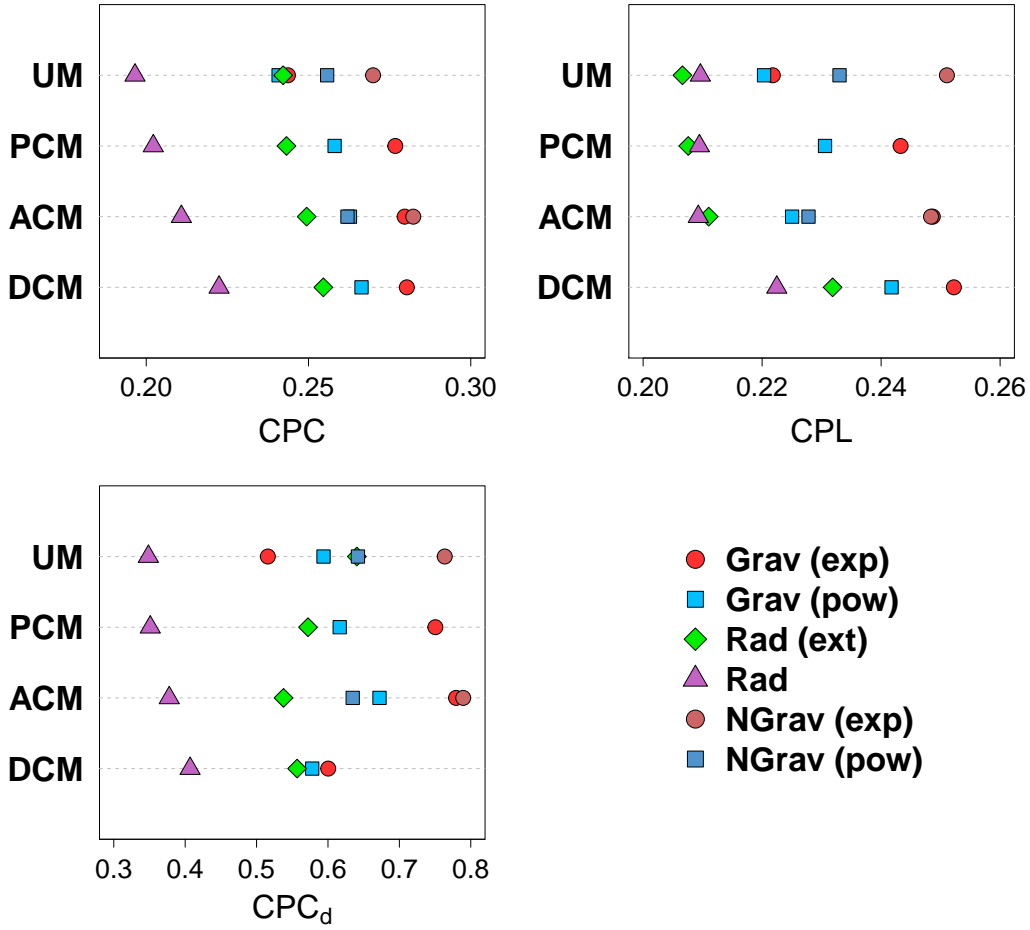 UM
PCM
ACM
DCM
0.20 0.25 0.30
CPC
UM
PCM
ACM
DCM
0.20 0.22 0.24 0.26
CPL
UM
PCM
ACM
DCM
0.3 0.4 0.5 0.6 0.7 0.8
CPC_d
Grav (exp)
Grav (pow)
Rad (ext)
Rad
NGrav (exp)
NGrav (pow)